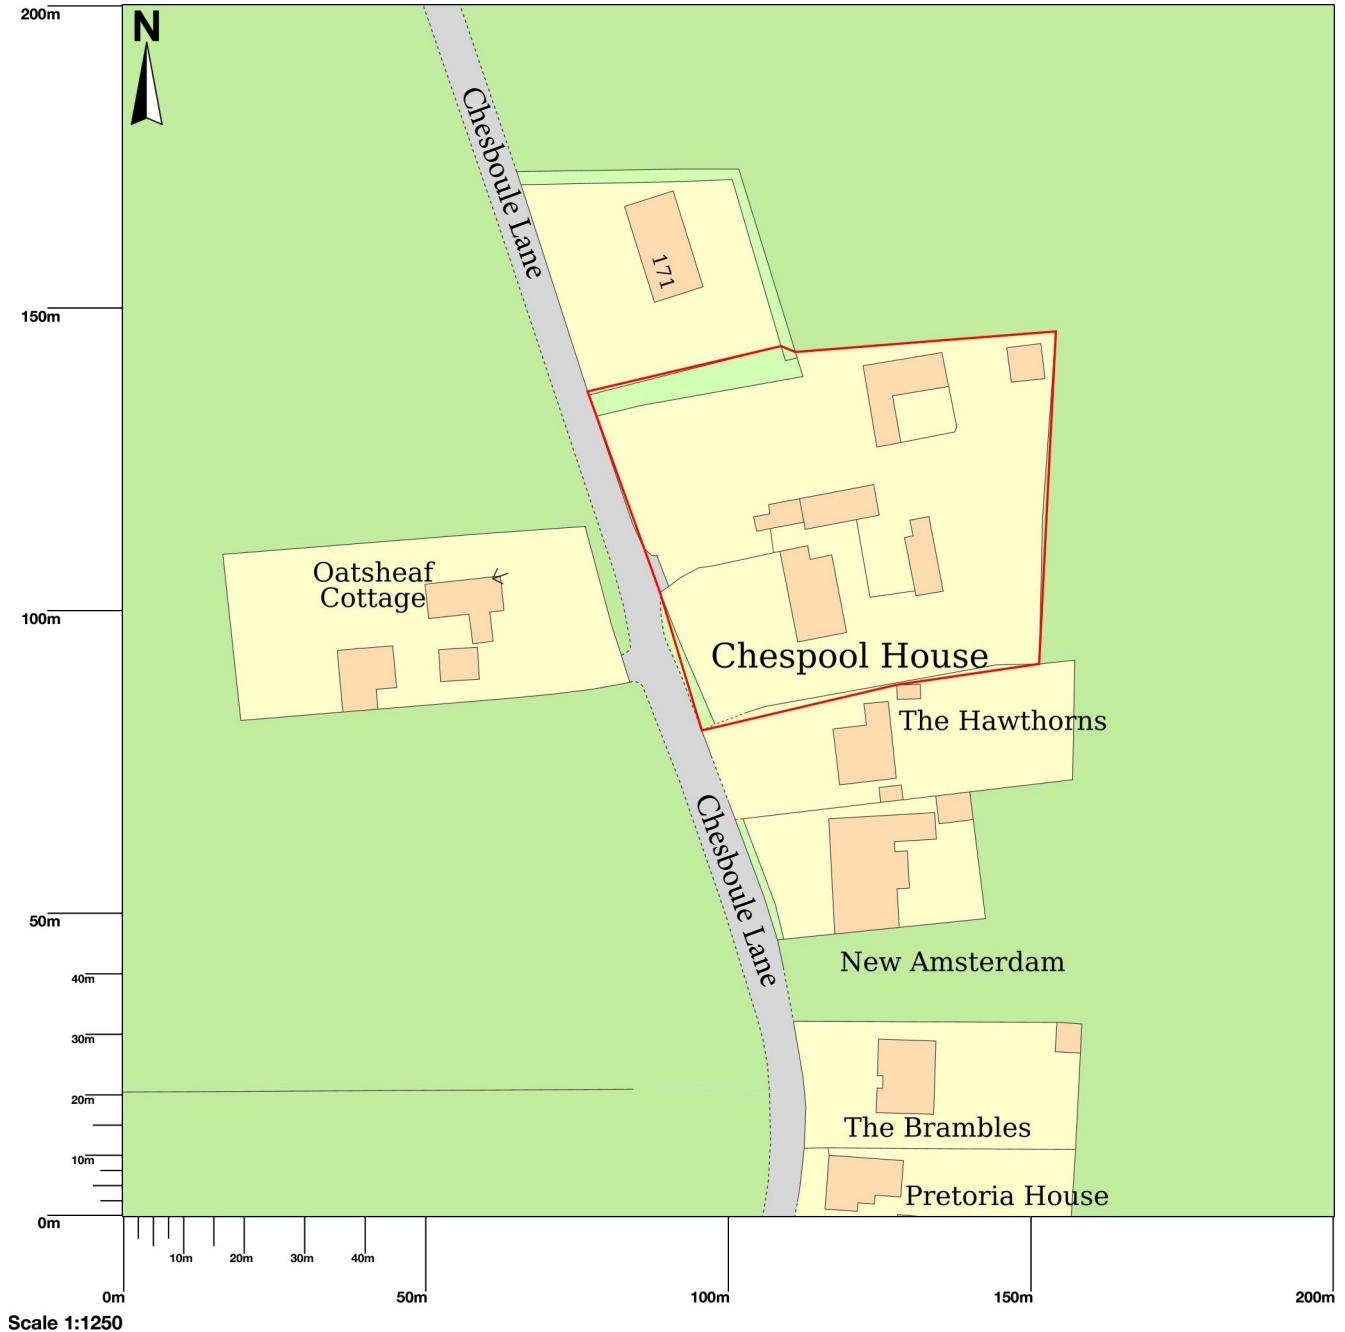 200m
N
Chesboule Lane
171
150m
Oatsheaf
Cottage
100m
Chespool House
The Hawthorns
Chesboule Lane
50m
New Amsterdam
40m
30m
20m
The Brambles
10m
Pretoria House
0m
10m
20m
30m
40m
0m
50m
100m
150m
200m
Scale 1:1250